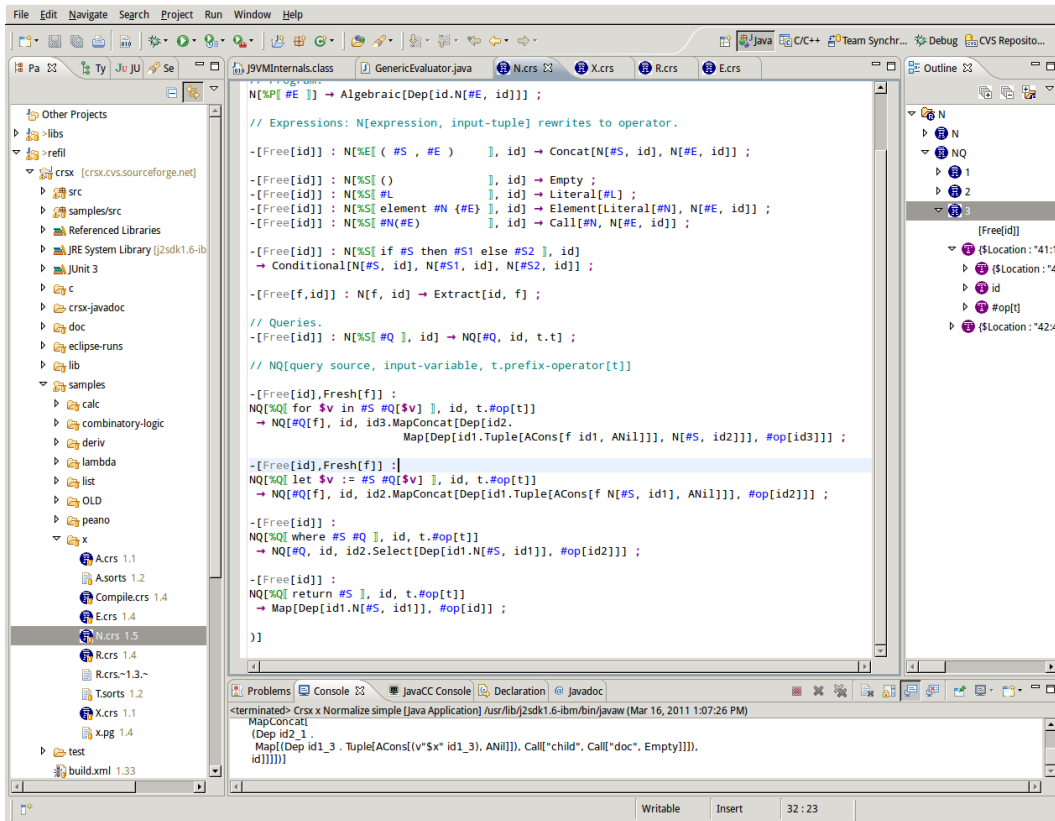 File Edit Navigate Search Project Run Window Help
Java C/C++ Team Synchr... Debug CVS Reposito...
Pa Ty JU Se
Other Projects
>libs
>refil
crsx [crsx.cvs.sourceforge.net]
src
samples/src
Referenced Libraries
JRE System Library [j2sdk1.6-ib
JUnit 3
c
crsx-javadoc
doc
eclipse-runs
lib
samples
calc
combinatory-logic
deriv
lambda
list
OLD
peano
x
A.crs 1.1
A.sorts 1.2
Compile.crs 1.4
E.crs 1.4
N.crs 1.5
R.crs 1.4
R.crs.~1.3.~
T.sorts 1.2
X.crs 1.1
x.pg 1.4
test
build.xml 1.33
J9VMInternals.class GenericEvaluator.java N.crs X.crs R.crs E.crs
// Program.
N[%P⟦ #E ⟧] → Algebraic[Dep[id.N[#E, id]]] ;
// Expressions: N[expression, input-tuple] rewrites to operator.
-[Free[id]] : N[%E⟦ ( #S , #E ) ⟧, id] → Concat[N[#S, id], N[#E, id]] ;
-[Free[id]] : N[%S⟦ () ⟧, id] → Empty ;
-[Free[id]] : N[%S⟦ #L ⟧, id] → Literal[#L] ;
-[Free[id]] : N[%S⟦ element #N {#E} ⟧, id] → Element[Literal[#N], N[#E, id]] ;
-[Free[id]] : N[%S⟦ #N(#E) ⟧, id] → Call[#N, N[#E, id]] ;
-[Free[id]] : N[%S⟦ if #S then #S1 else #S2 ⟧, id]
→ Conditional[N[#S, id], N[#S1, id], N[#S2, id]] ;
-[Free[f,id]] : N[f, id] → Extract[id, f] ;
// Queries.
-[Free[id]] : N[%S⟦ #Q ⟧, id] → NQ[#Q, id, t.t] ;
// NQ[query source, input-variable, t.prefix-operator[t]]
-[Free[id],Fresh[f]] :
NQ[%Q⟦ for $v in #S #Q[$v] ⟧, id, t.#op[t]]
→ NQ[#Q[f], id, id3.MapConcat[Dep[id2.
Map[Dep[id1.Tuple[ACons[f id1, ANil]]], N[#S, id2]]], #op[id3]]] ;
-[Free[id],Fresh[f]] :
NQ[%Q⟦ let $v := #S #Q[$v] ⟧, id, t.#op[t]]
→ NQ[#Q[f], id, id2.MapConcat[Dep[id1.Tuple[ACons[f N[#S, id1], ANil]]], #op[id2]]] ;
-[Free[id]] :
NQ[%Q⟦ where #S #Q ⟧, id, t.#op[t]]
→ NQ[#Q, id, id2.Select[Dep[id1.N[#S, id1]], #op[id2]]] ;
-[Free[id]] :
NQ[%Q⟦ return #S ⟧, id, t.#op[t]]
→ Map[Dep[id1.N[#S, id1]], #op[id]] ;
)]
Outline
N
N
NQ
1
2
3
[Free[id]]
{$Location : "41:1
{$Location : "4
id
#op[t]
{$Location : "42:4
Problems Console JavaCC Console Declaration @ Javadoc
<terminated> Crsx x Normalize simple [Java Application] /usr/lib/j2sdk1.6-ibm/bin/javaw (Mar 16, 2011 1:07:26 PM)
MapConcat[
(Dep id2_1 .
Map[(Dep id1_3 . Tuple[ACons[(v"$x" id1_3), ANil]]), Call["child", Call["doc", Empty]]]),
id]]]])]
Writable Insert 32 : 23